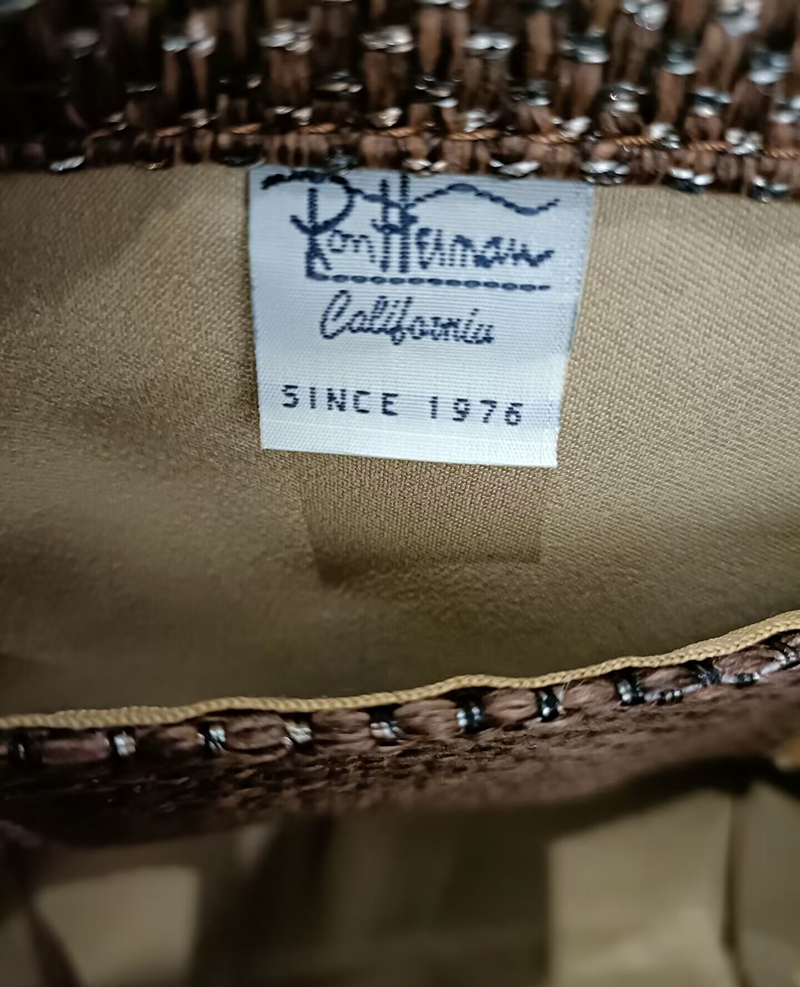 Ron Herman
California
SINCE 1976